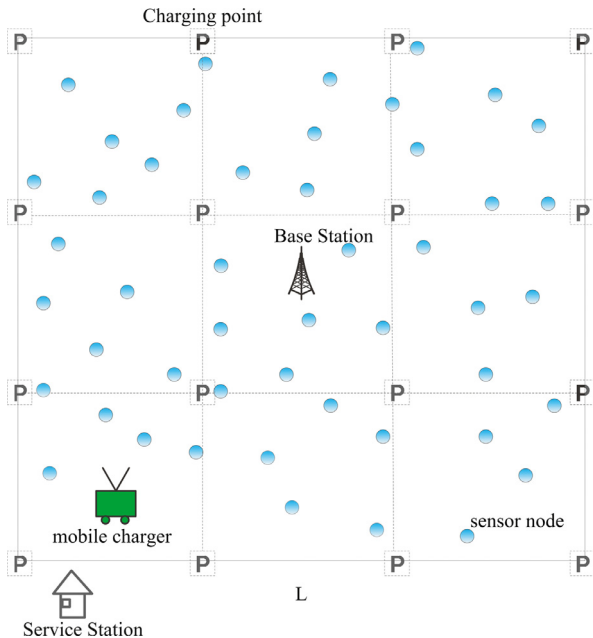 Charging point
P P P P
P P P P
Base Station
P P P P
sensor node
mobile charger
P P P P
L
Service Station